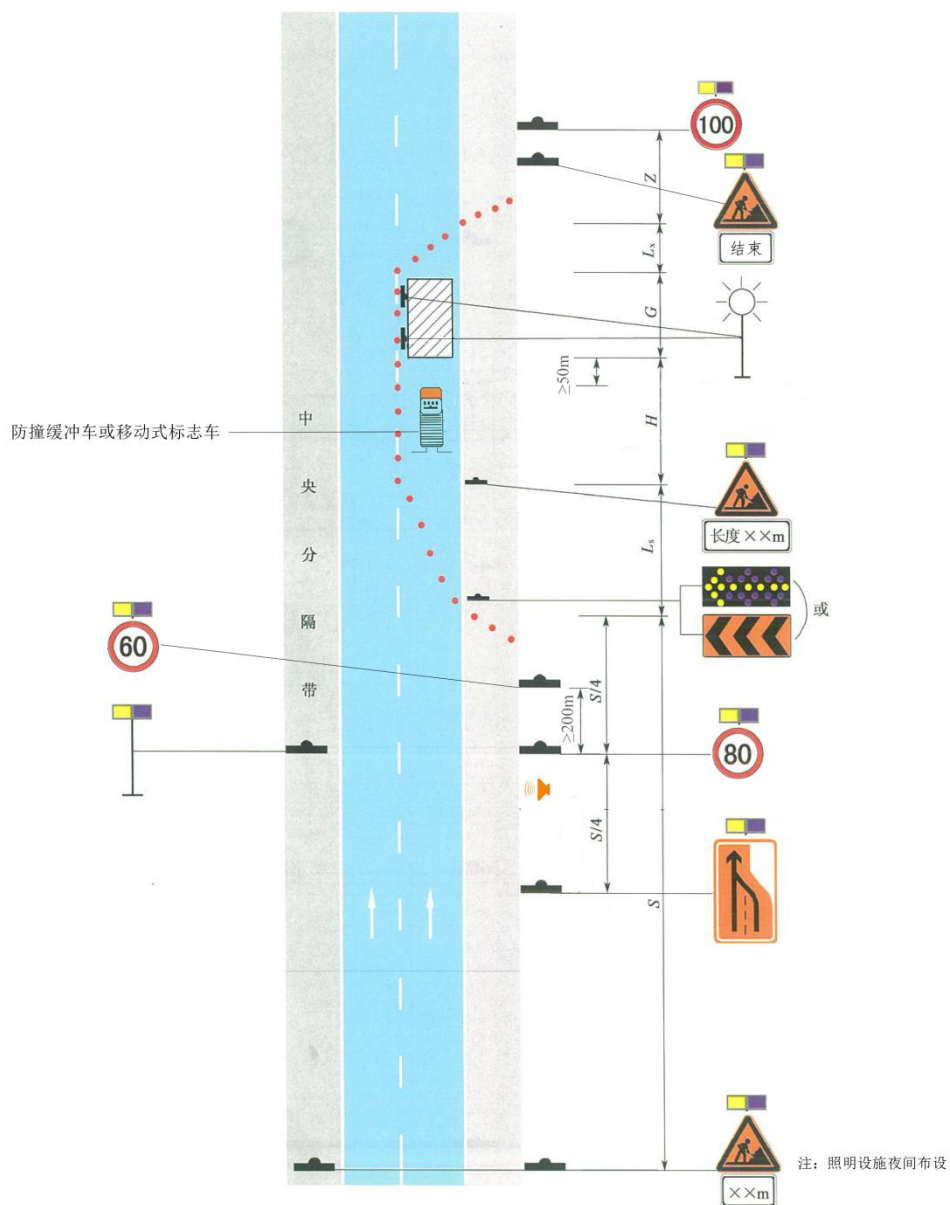 100
Z
结束
Lx
G
≥50m
H
防撞缓冲车或移动式标志车
中央分隔带
长度××m
Ls
或
60
S/4
≥200m
80
S/4
S
××m
注：照明设施夜间布设